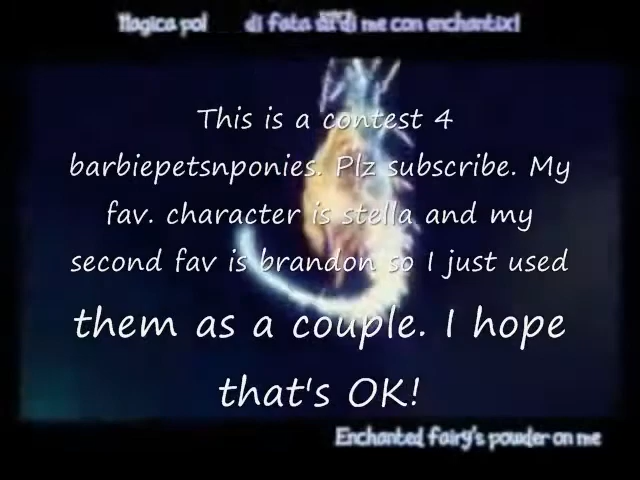 Magica pol di fata su di me con enchantix!
This is a contest 4
barbiepetsnponies. Plz subscribe. My
fav. character is stella and my
second fav is brandon so I just used
them as a couple. I hope
that's OK!
Enchanted fairy's powder on me